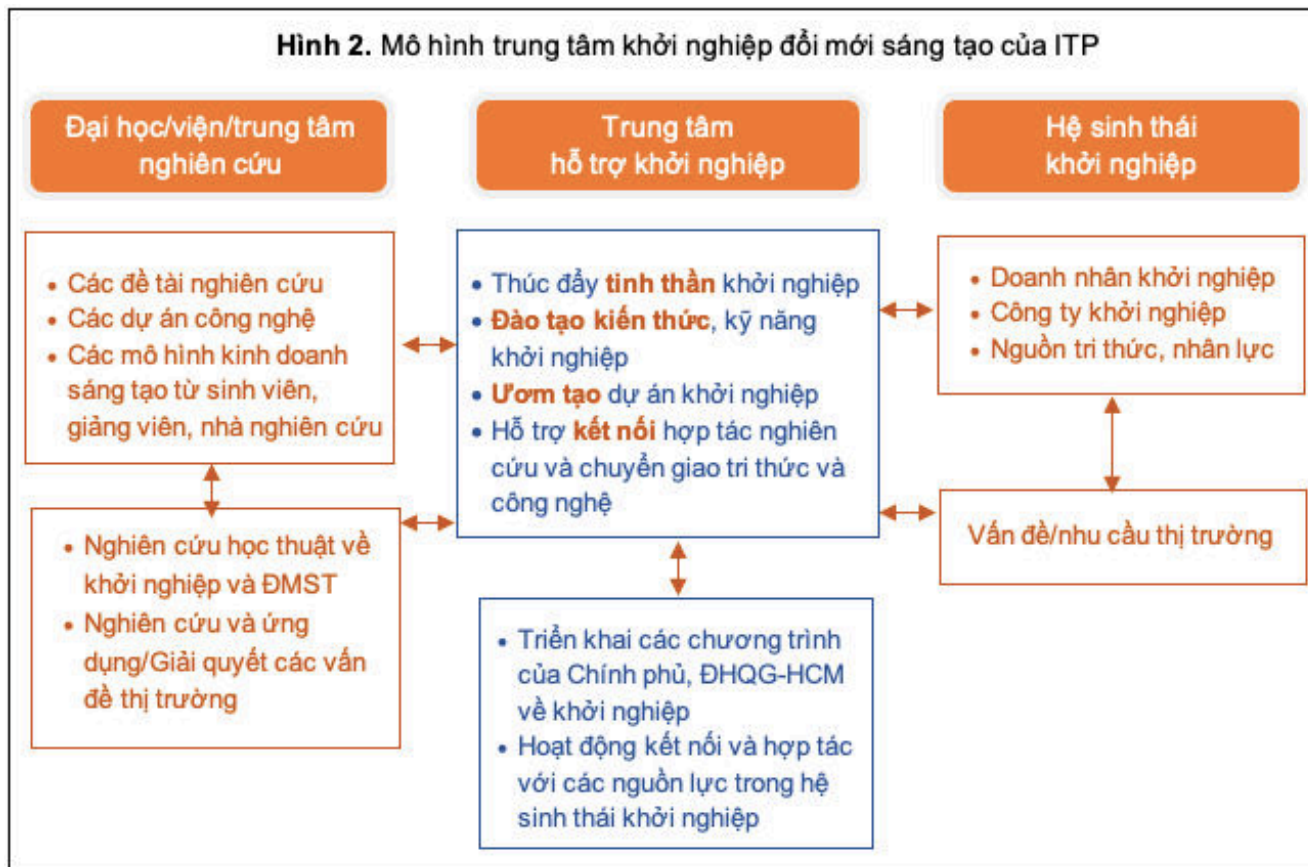 Hình 2. Mô hình trung tâm khởi nghiệp đổi mới sáng tạo của ITP
Đại học/viện/trung tâm
nghiên cứu
Trung tâm
hỗ trợ khởi nghiệp
Hệ sinh thái
khởi nghiệp
• Các đề tài nghiên cứu
• Các dự án công nghệ
• Các mô hình kinh doanh
sáng tạo từ sinh viên,
giảng viên, nhà nghiên cứu
• Nghiên cứu học thuật về
khởi nghiệp và ĐMST
• Nghiên cứu và ứng
dụng/Giải quyết các vấn
đề thị trường
• Thúc đẩy tinh thần khởi nghiệp
• Đào tạo kiến thức, kỹ năng
khởi nghiệp
• Ươm tạo dự án khởi nghiệp
• Hỗ trợ kết nối hợp tác nghiên
cứu và chuyển giao tri thức và
công nghệ
• Triển khai các chương trình
của Chính phủ, ĐHQG-HCM
về khởi nghiệp
• Hoạt động kết nối và hợp tác
với các nguồn lực trong hệ
sinh thái khởi nghiệp
• Doanh nhân khởi nghiệp
• Công ty khởi nghiệp
• Nguồn tri thức, nhân lực
Vấn đề/nhu cầu thị trường